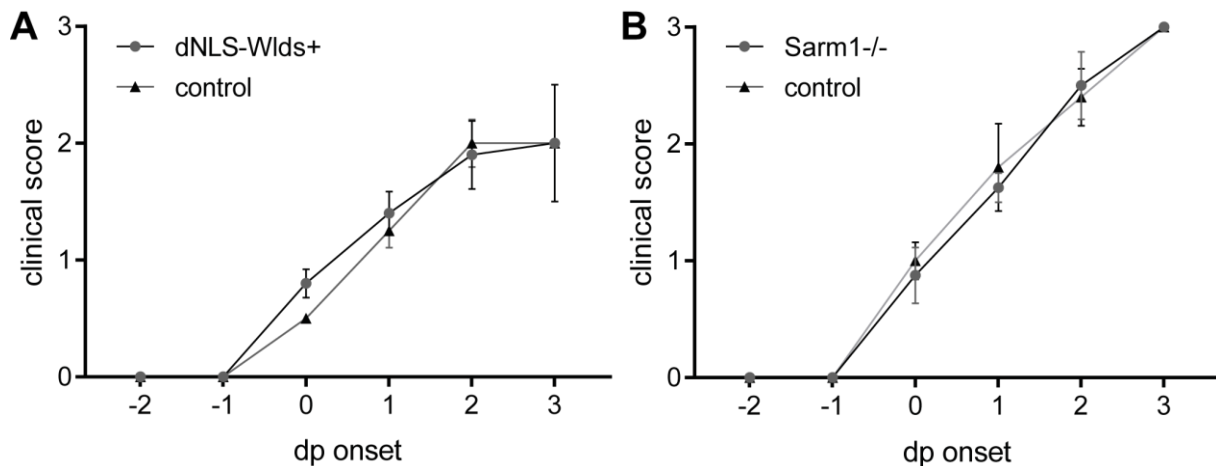 A
dNLS-Wlds+
control
clinical score
3
2
1
0
-2 -1 0 1 2 3
dp onset
B
Sarm1-/-
control
clinical score
3
2
1
0
-2 -1 0 1 2 3
dp onset